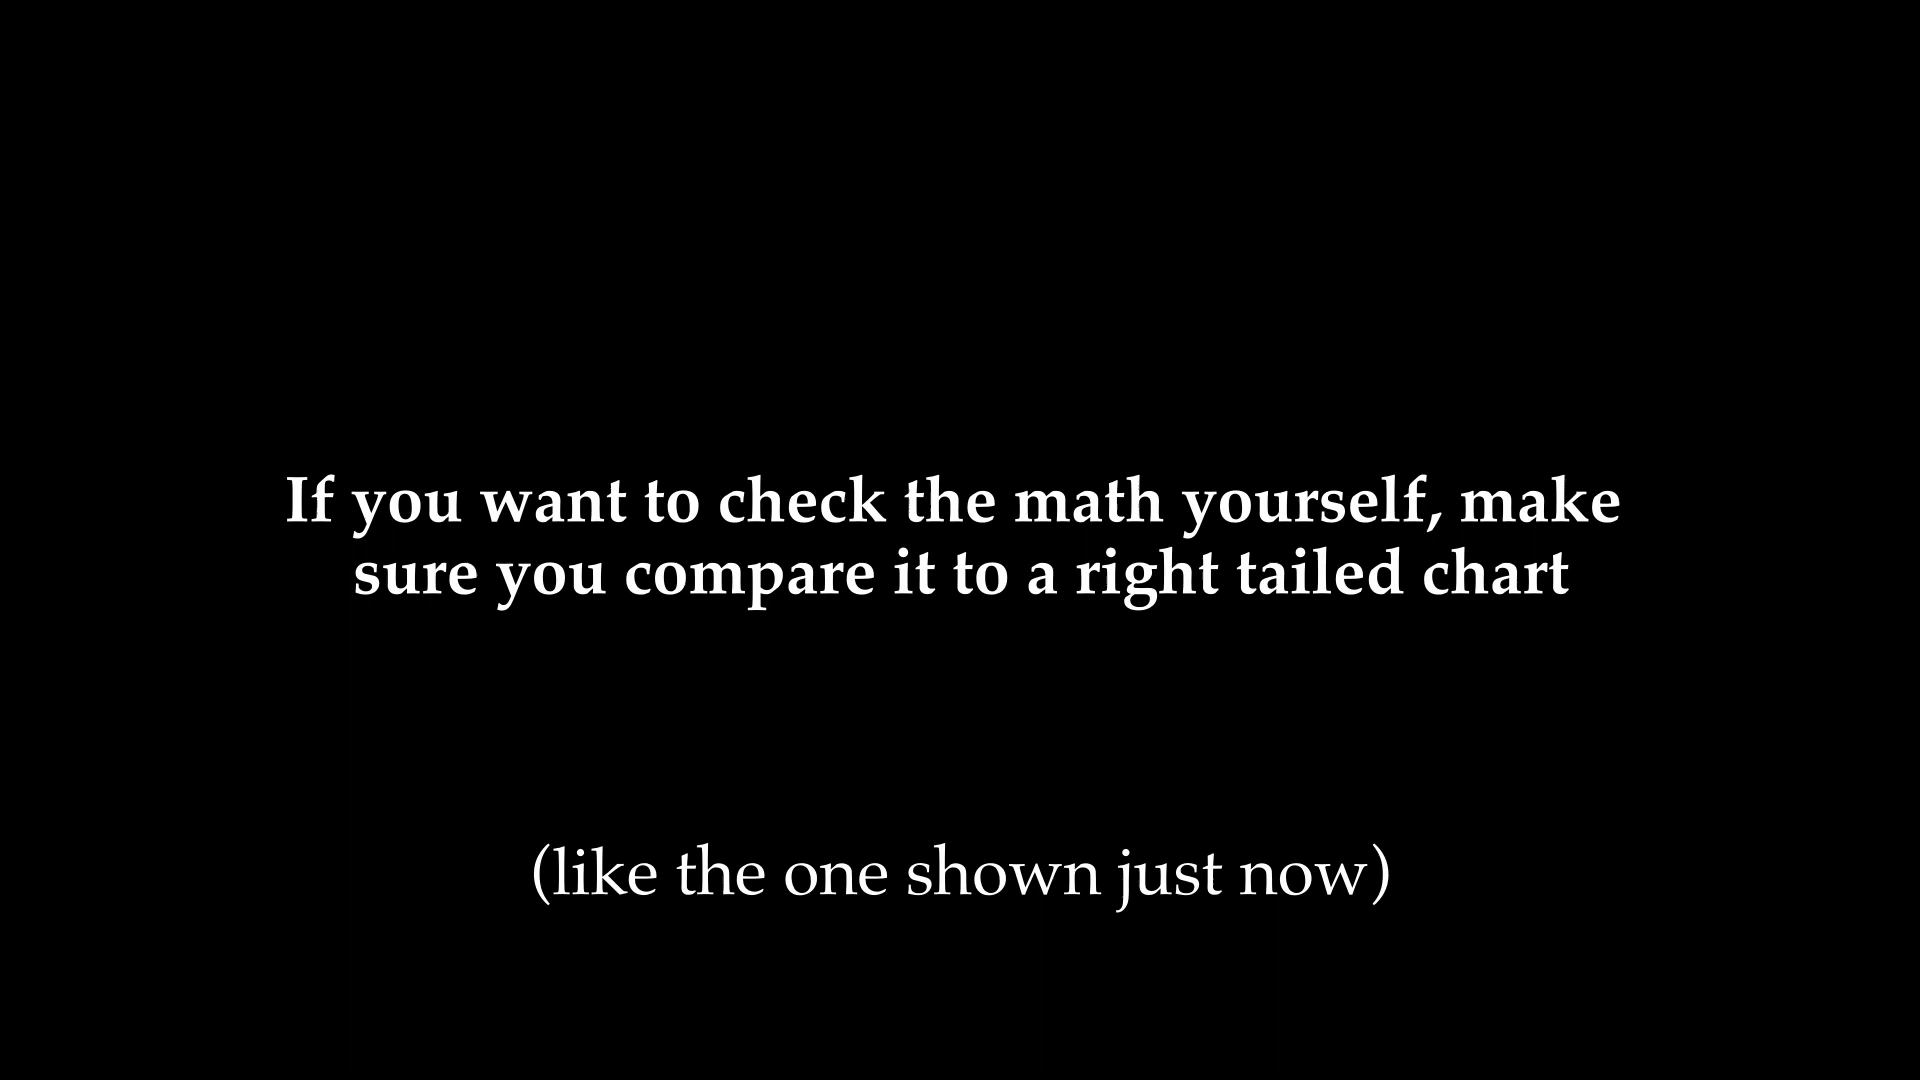 If you want to check the math yourself, make
sure you compare it to a right tailed chart
(like the one shown just now)